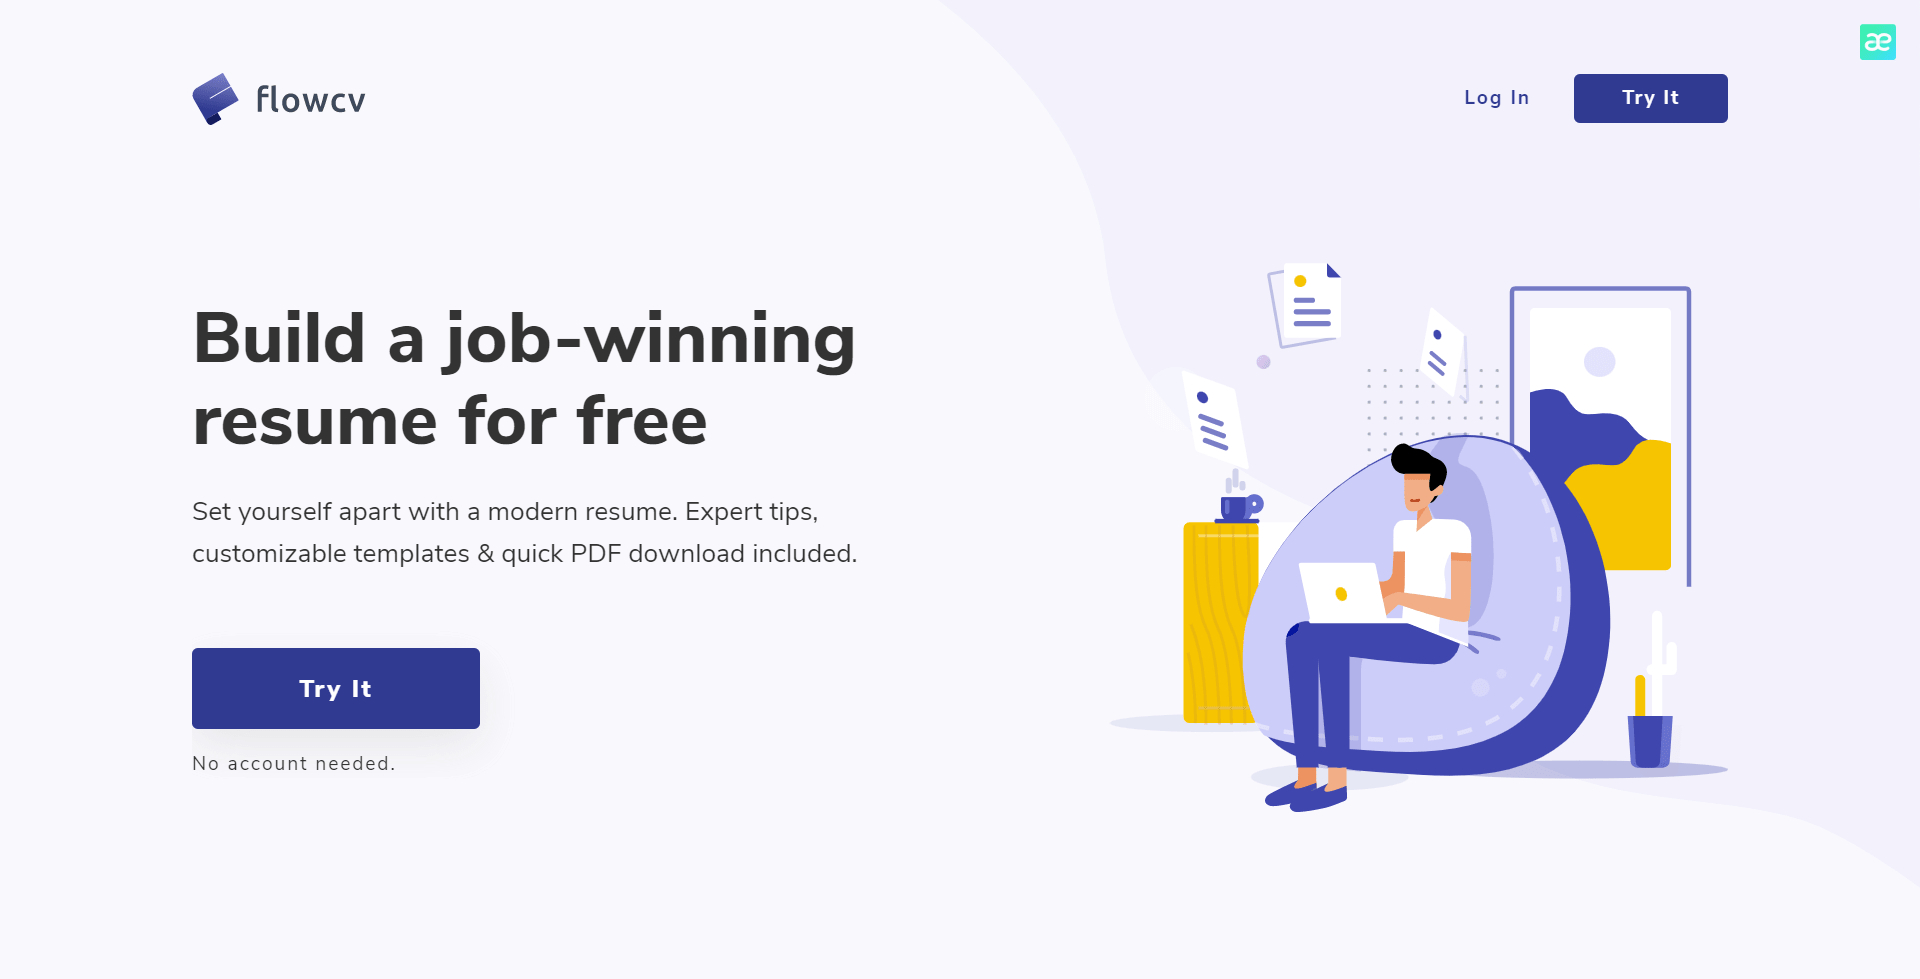 æ
flowcv
Log In
Try It
Build a job-winning
resume for free
Set yourself apart with a modern resume. Expert tips,
customizable templates & quick PDF download included.
Try It
No account needed.